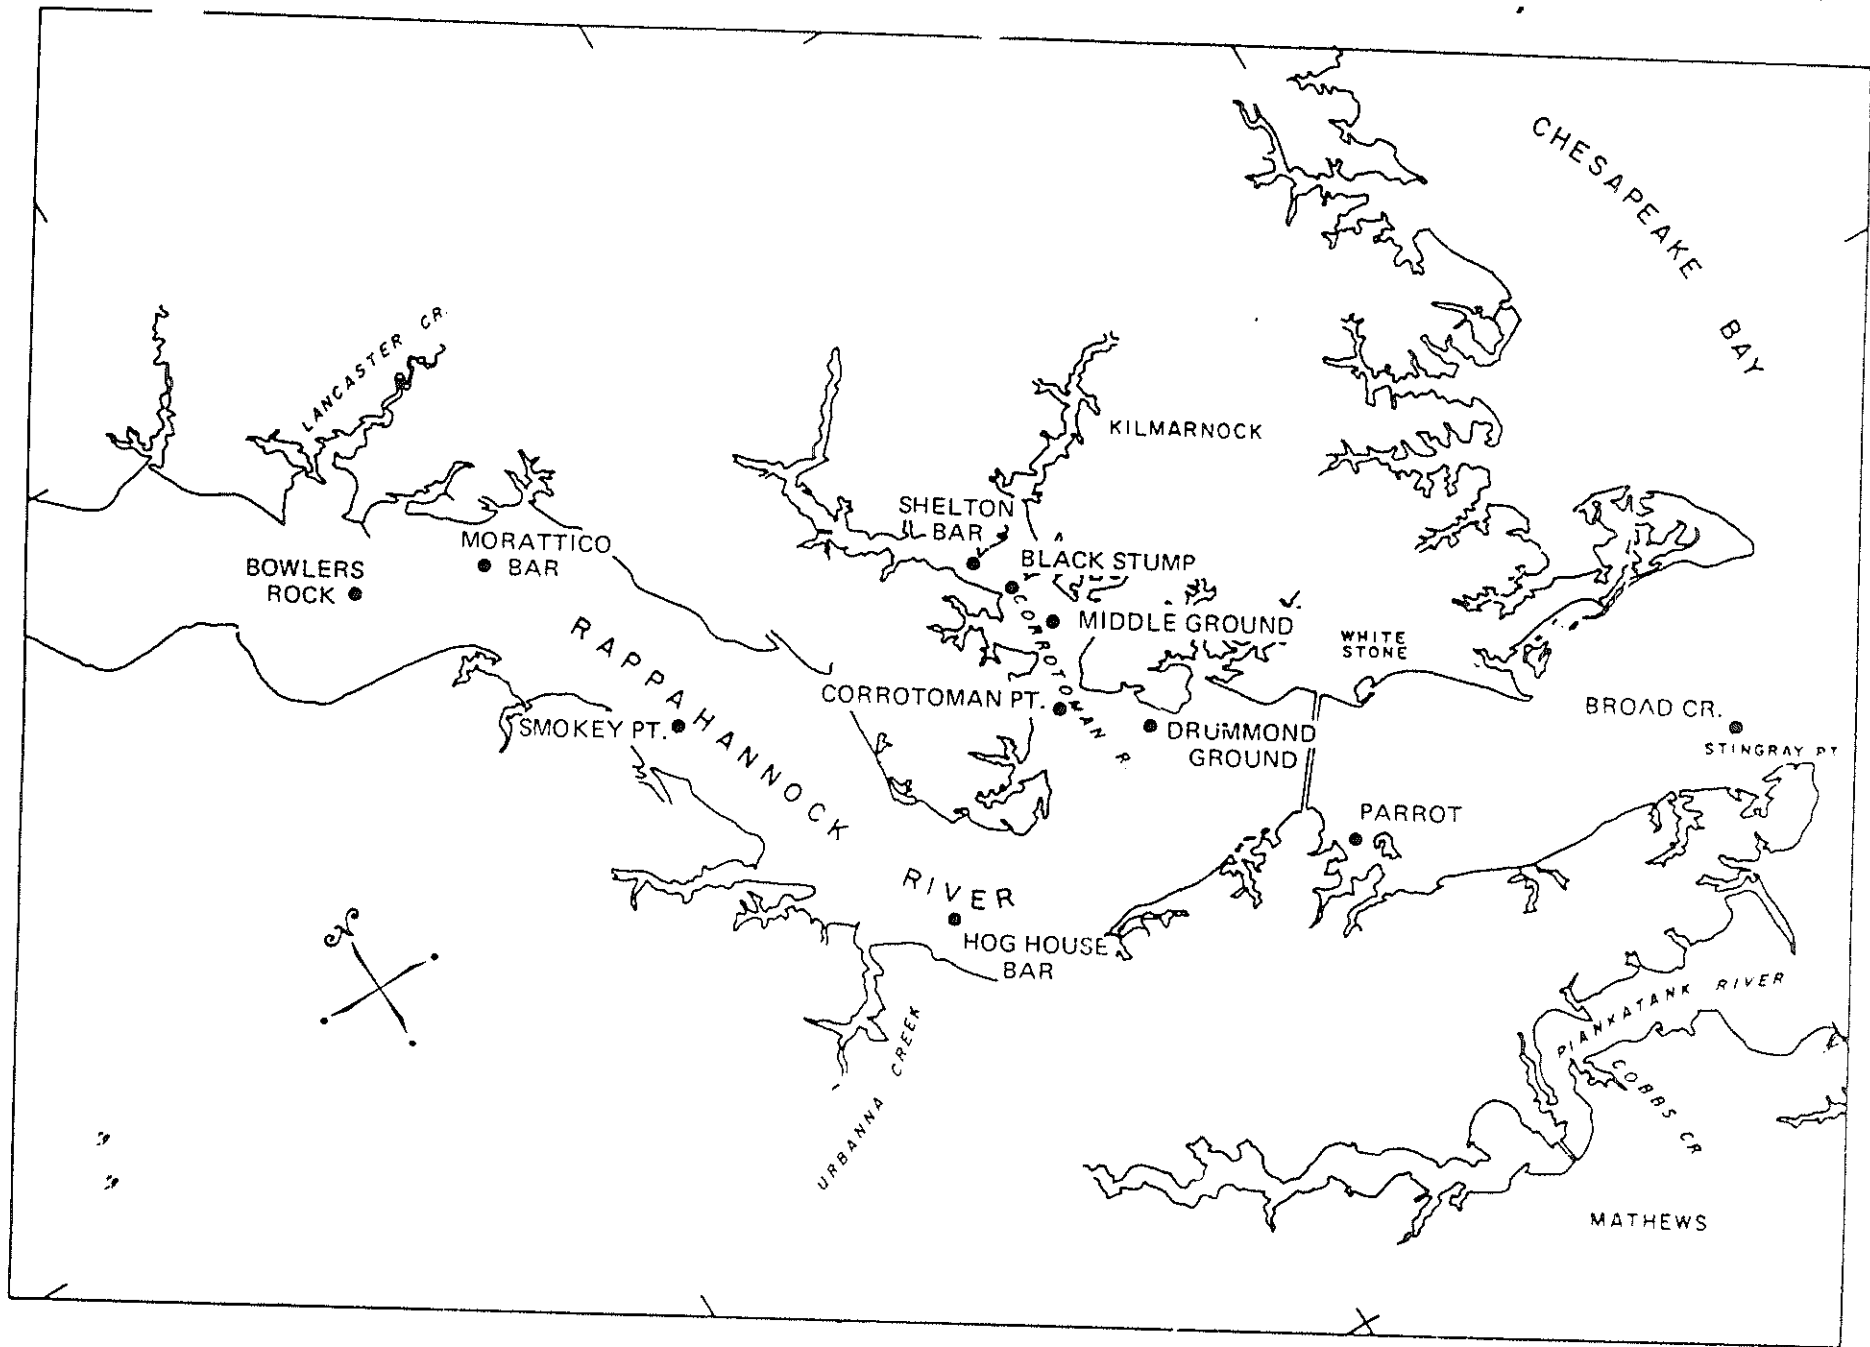 CHESAPEAKE
BAY
LANCASTER CR.
KILMARNOCK
SHELTON
BAR
MORATTICO
BAR
BLACK STUMP
BOWLERS
ROCK
MIDDLE GROUND
WHITE
STONE
RAPPAHANNOCK
RIVER
CORROTOMAN R.
CORROTOMAN PT.
SMOKEY PT.
DRUMMOND
GROUND
BROAD CR.
STINGRAY PT
PARROT
HOG HOUSE
BAR
N
URBANNA CREEK
PIANKATANK RIVER
COBBS CR
MATHEWS